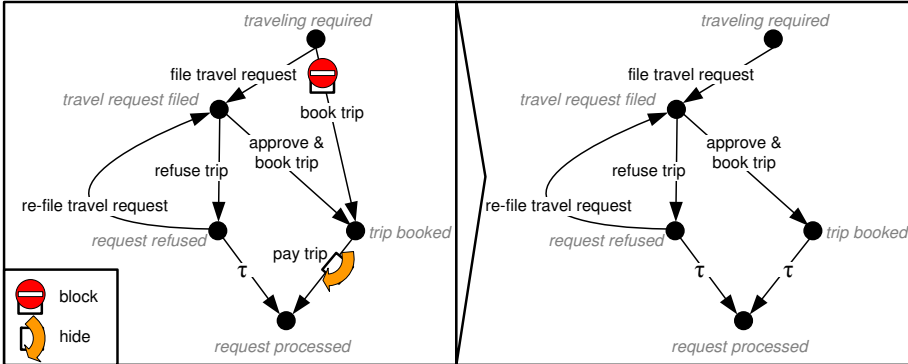 traveling required
file travel request
travel request filed
book trip
approve &
book trip
refuse trip
re-file travel request
request refused
trip booked
pay trip
τ
request processed
block
hide
traveling required
file travel request
travel request filed
approve &
book trip
refuse trip
re-file travel request
request refused
trip booked
τ
τ
request processed